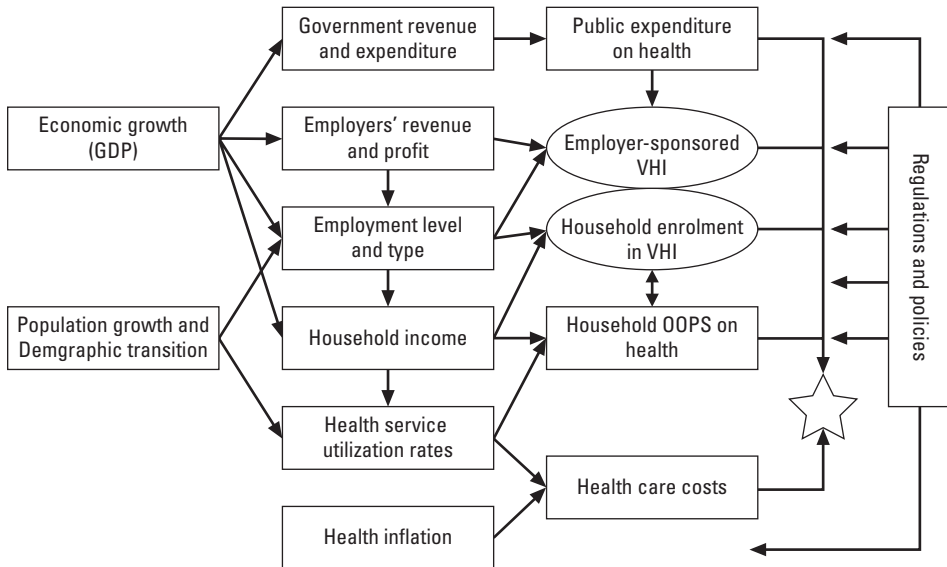 Government revenue
and expenditure
Public expenditure
on health
Economic growth
(GDP)
Employers’ revenue
and profit
Employer-sponsored
VHI
Employment level
and type
Household enrolment
in VHI
Population growth and
Demgraphic transition
Household income
Household OOPS on
health
Health service
utilization rates
Health care costs
Health inflation
Regulations and policies